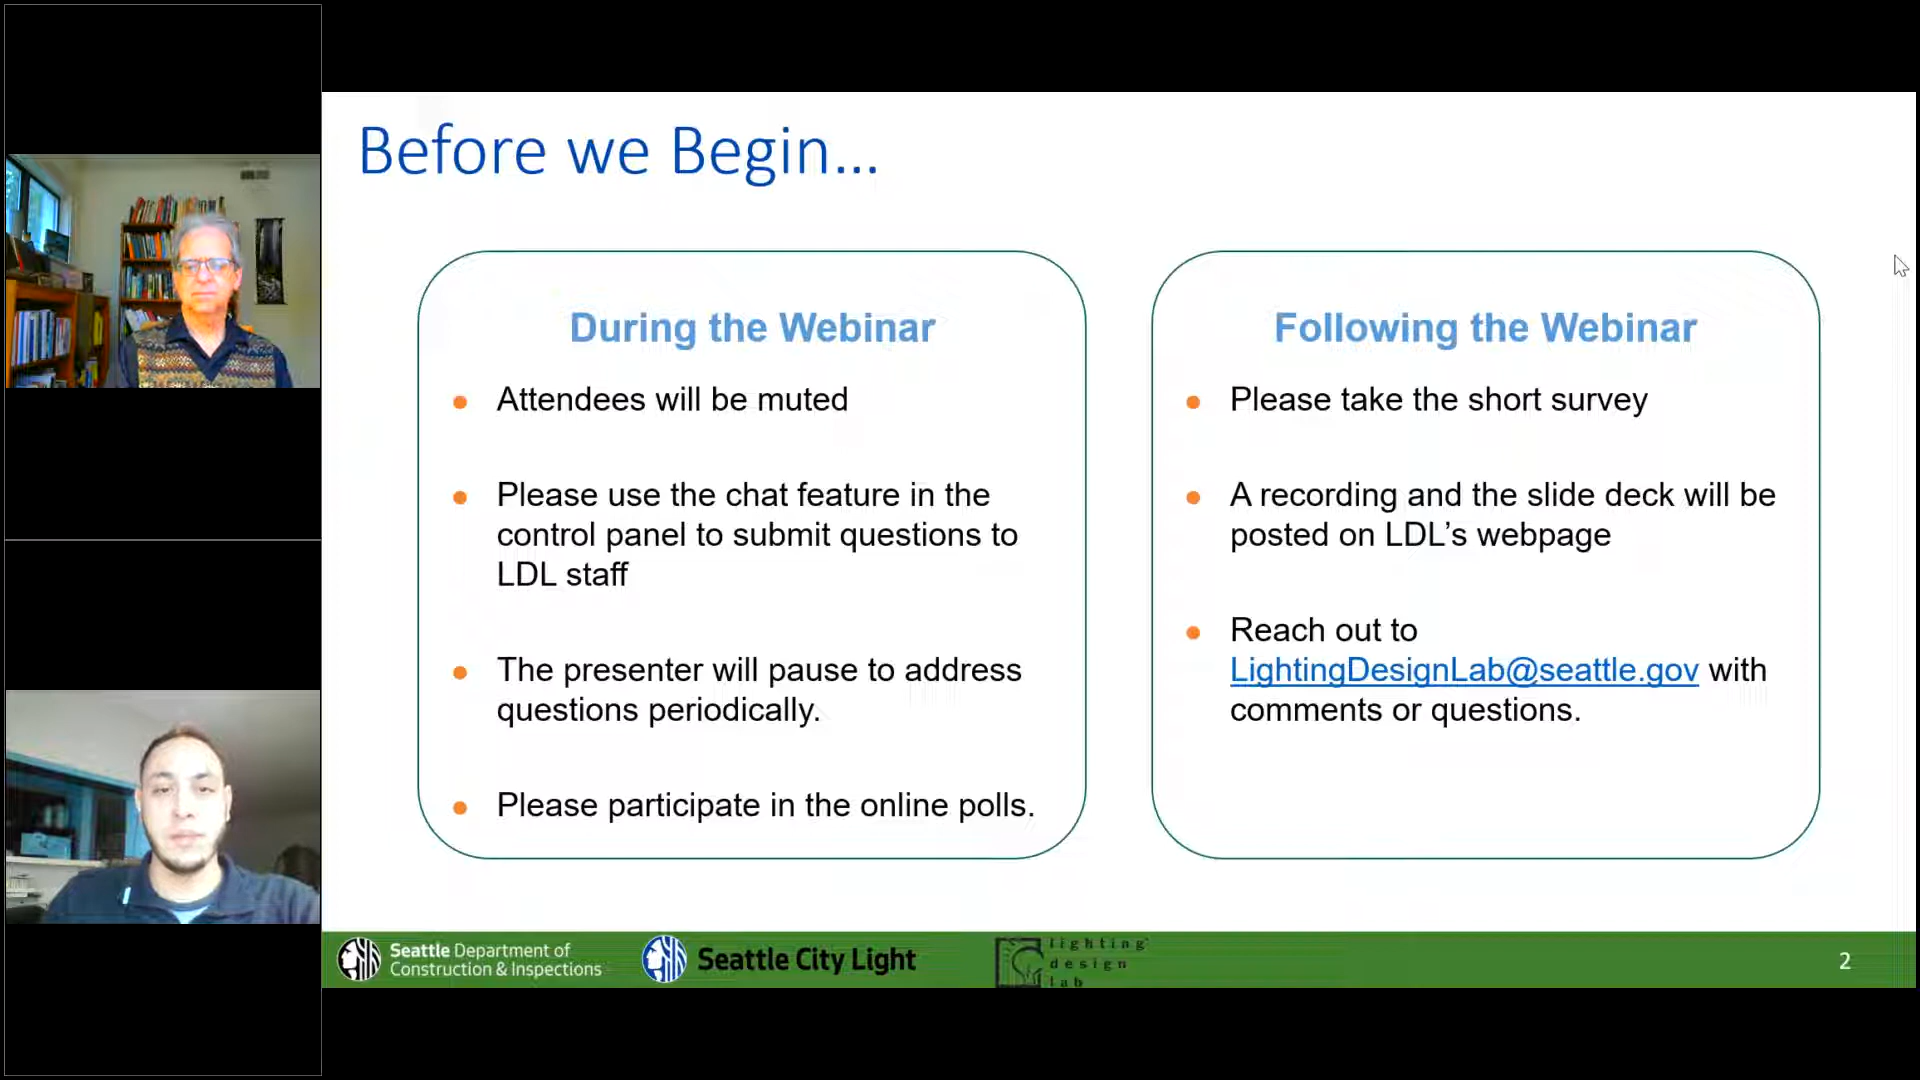 Before we Begin...
During the Webinar
Attendees will be muted
Please use the chat feature in the
control panel to submit questions to
LDL staff
The presenter will pause to address
questions periodically.
Please participate in the online polls.
Following the Webinar
Please take the short survey
A recording and the slide deck will be
posted on LDL’s webpage
Reach out to
LightingDesignLab@seattle.gov with
comments or questions.
Seattle Department of
Construction & Inspections
Seattle City Light
lighting
design
lab
2